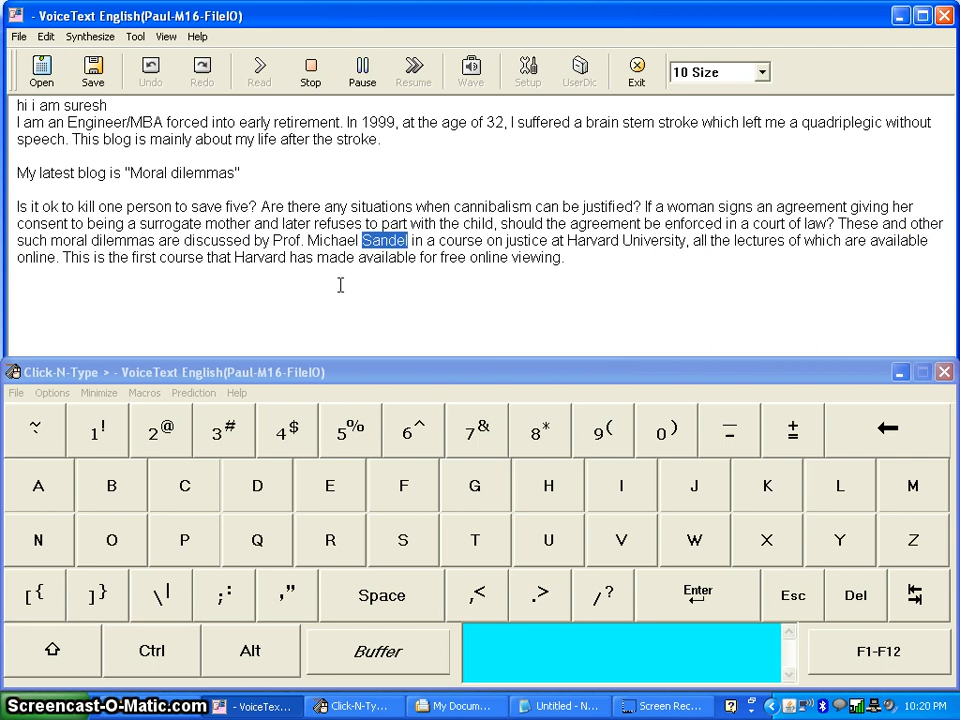 - VoiceText English(Paul-M16-FileIO)
File Edit Synthesize Tool View Help
Open Save Undo Redo Read Stop Pause Resume Wave Setup UserDic Exit 10 Size
hi i am suresh
I am an Engineer/MBA forced into early retirement. In 1999, at the age of 32, I suffered a brain stem stroke which left me a quadriplegic without
speech. This blog is mainly about my life after the stroke.
My latest blog is "Moral dilemmas"
Is it ok to kill one person to save five? Are there any situations when cannibalism can be justified? If a woman signs an agreement giving her
consent to being a surrogate mother and later refuses to part with the child, should the agreement be enforced in a court of law? These and other
such moral dilemmas are discussed by Prof. Michael Sandel in a course on justice at Harvard University, all the lectures of which are available
online. This is the first course that Harvard has made available for free online viewing.
Click-N-Type > - VoiceText English(Paul-M16-FileIO)
File Options Minimize Macros Prediction Help
` ~ 1 ! 2 @ 3 # 4 $ 5 % 6 ^ 7 & 8 * 9 ( 0 ) - _ = + ←
A B C D E F G H I J K L M
N O P Q R S T U V W X Y Z
[ { ] } \ | ; : ' " Space , < . > / ? Enter Esc Del
Ctrl Alt Buffer F1-F12
Screencast-O-Matic.com - VoiceTex... Click-N-Ty... My Docum... Untitled - N... Screen Rec... 10:20 PM